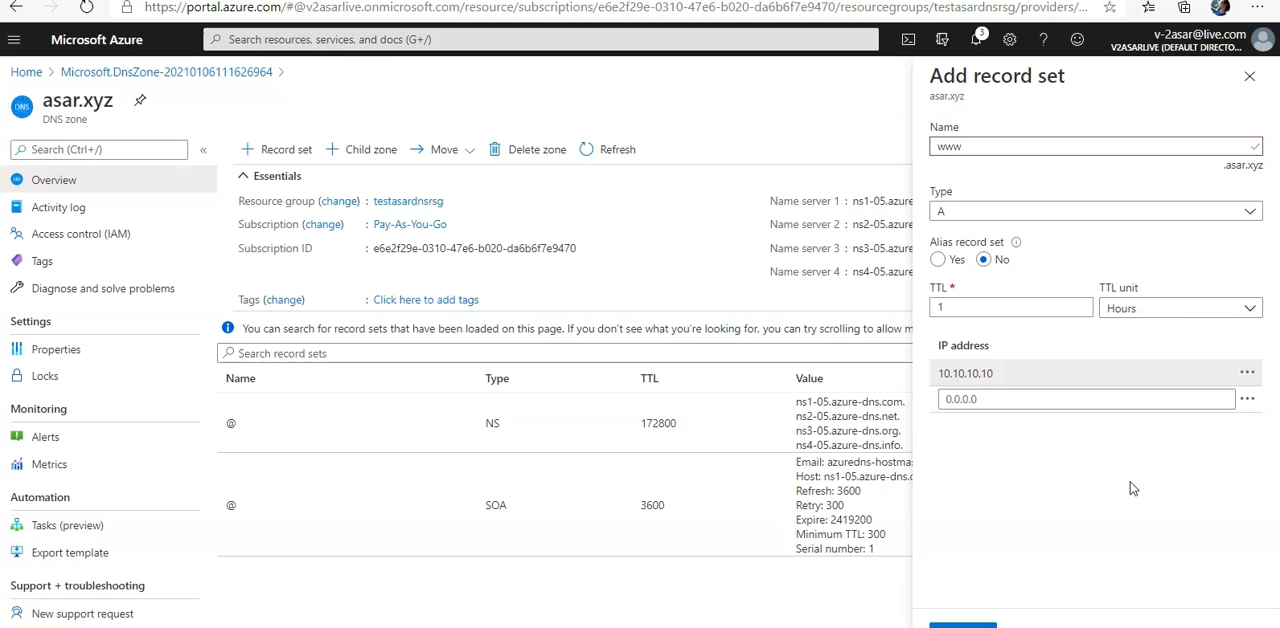 https://portal.azure.com/#@v2asarlive.onmicrosoft.com/resource/subscriptions/e6e2f29e-0310-47e6-b020-da6b6f7e9470/resourcegroups/testasardnsrsg/providers/...
Microsoft Azure
Search resources, services, and docs (G+/)
3
v-2asar@live.com
V2ASARLIVE (DEFAULT DIRECTO...
Home > Microsoft.DnsZone-20210106111626964 >
DNS
asar.xyz
DNS zone
Search (Ctrl+/)
«
Overview
Activity log
Access control (IAM)
Tags
Diagnose and solve problems
Settings
Properties
Locks
Monitoring
Alerts
Metrics
Automation
Tasks (preview)
Export template
Support + troubleshooting
New support request
Record set
Child zone
Move
Delete zone
Refresh
Essentials
Resource group (change) : testasardnsrsg
Subscription (change) : Pay-As-You-Go
Subscription ID : e6e2f29e-0310-47e6-b020-da6b6f7e9470
Tags (change) : Click here to add tags
Name server 1 : ns1-05.azure
Name server 2 : ns2-05.azure
Name server 3 : ns3-05.azure
Name server 4 : ns4-05.azure
You can search for record sets that have been loaded on this page. If you don't see what you're looking for, you can try scrolling to allow m
Search record sets
Name Type TTL Value
@ NS 172800
ns1-05.azure-dns.com.
ns2-05.azure-dns.net.
ns3-05.azure-dns.org.
ns4-05.azure-dns.info.
@ SOA 3600
Email: azuredns-hostma
Host: ns1-05.azure-dns.c
Refresh: 3600
Retry: 300
Expire: 2419200
Minimum TTL: 300
Serial number: 1
Add record set
asar.xyz
Name
www
.asar.xyz
Type
A
Alias record set
Yes No
TTL * TTL unit
1 Hours
IP address
10.10.10.10
0.0.0.0